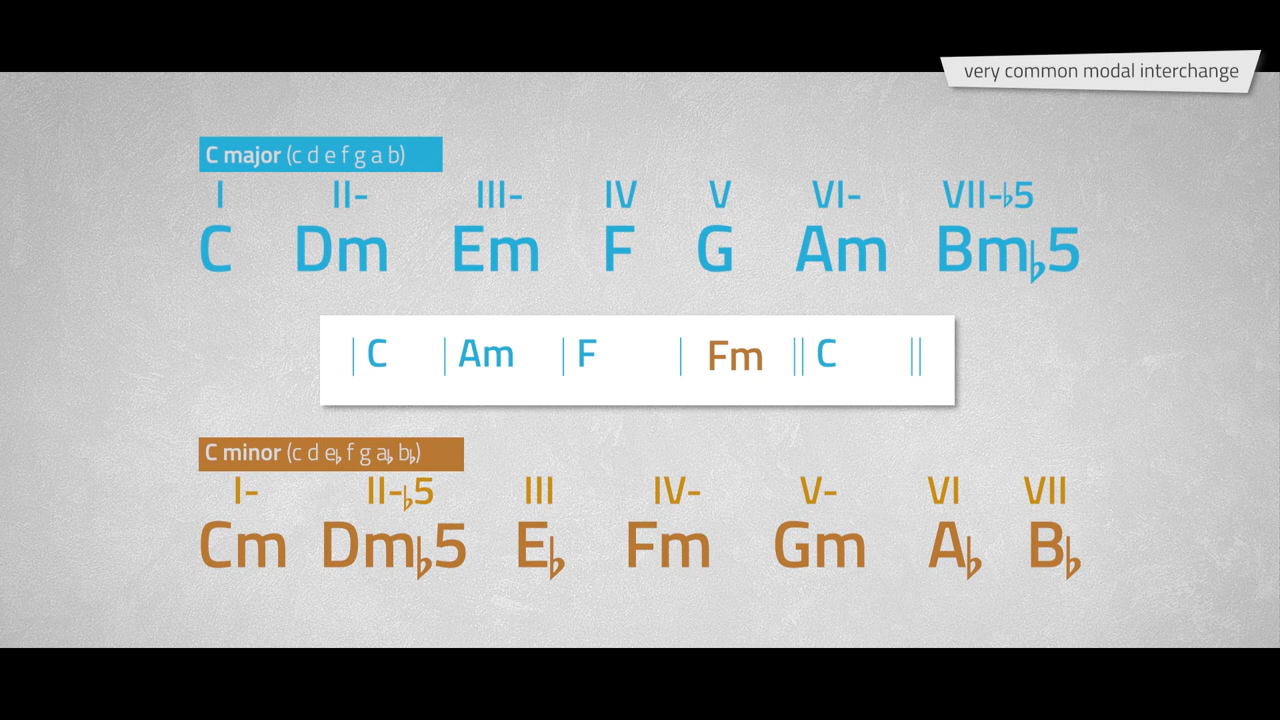 very common modal interchange
C major (c d e f g a b)
I II- III- IV V VI- VII-♭5
C Dm Em F G Am Bm♭5
| C | Am | F | Fm || C ||
C minor (c d e♭ f g a♭ b♭)
I- II-♭5 III IV- V- VI VII
Cm Dm♭5 E♭ Fm Gm A♭ B♭